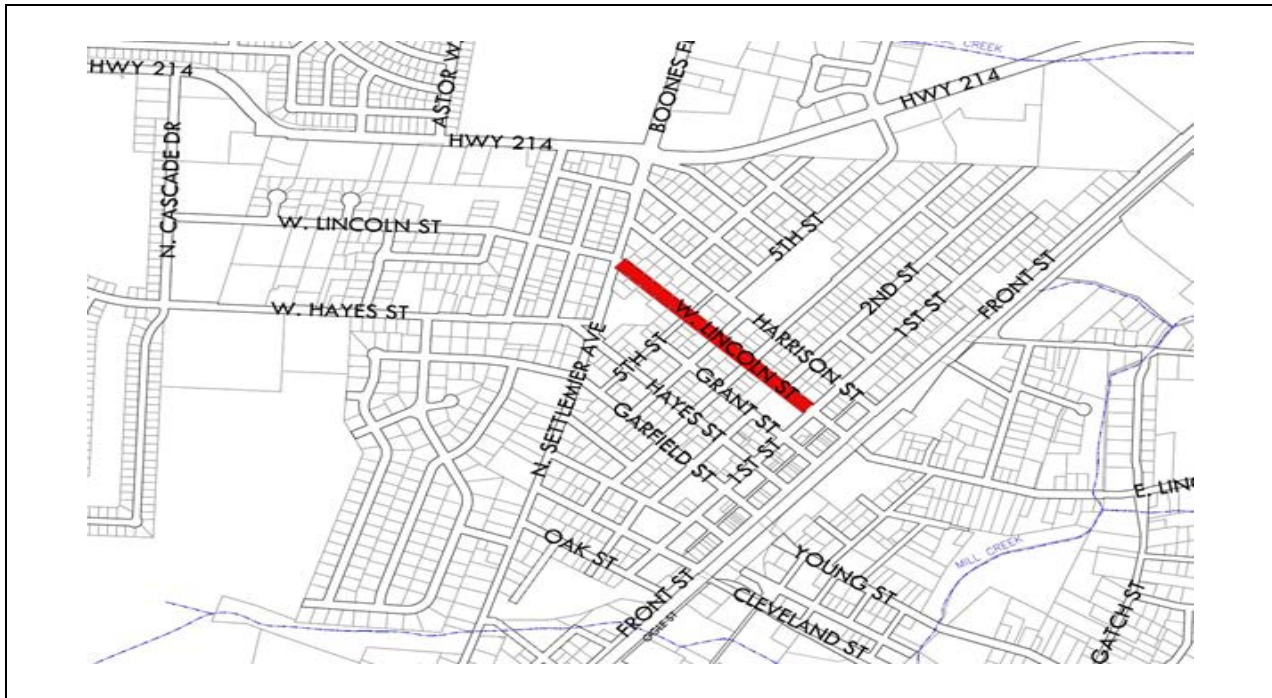 CREEK
HWY 214
ASTOR W
BOONES F
HWY 214
HWY 214
N. CASCADE DR
W. LINCOLN ST
5TH ST
2ND ST
1ST ST
FRONT ST
W. HAYES ST
W. LINCOLN ST
HARRISON ST
5TH ST
GRANT ST
HAYES ST
GARFIELD ST
1ST ST
N. SETTLEMIER AVE
E. LINC
OAK ST
YOUNG ST
MILL CREEK
FRONT ST
CLEVELAND ST
GATCH ST